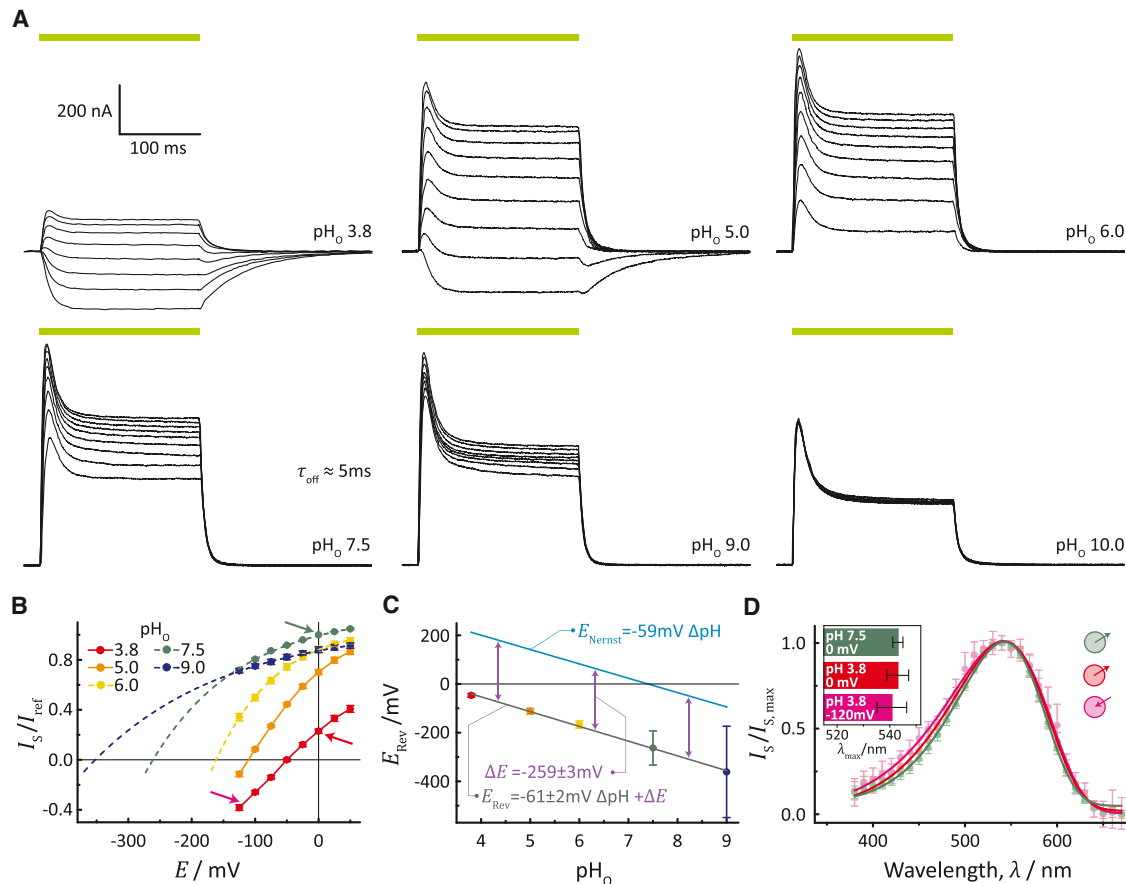 A
200 nA
100 ms
pHO 3.8
pHO 5.0
pHO 6.0
τoff ≈ 5ms
pHO 7.5
pHO 9.0
pHO 10.0
B
pHO
3.8
7.5
5.0
9.0
6.0
0.8
0.4
0.0
-0.4
IS/Iref
-300
-200
-100
0
E / mV
C
200
0
-200
-400
ERev /mV
ENernst=-59mV ΔpH
ΔE =-259±3mV
ERev=-61±2mV ΔpH +ΔE
4
5
6
7
8
9
pHO
D
1.0
0.5
0.0
IS/IS,max
pH 7.5
0 mV
pH 3.8
0 mV
pH 3.8
-120mV
520
540
λmax/nm
400
500
600
Wavelength, λ / nm